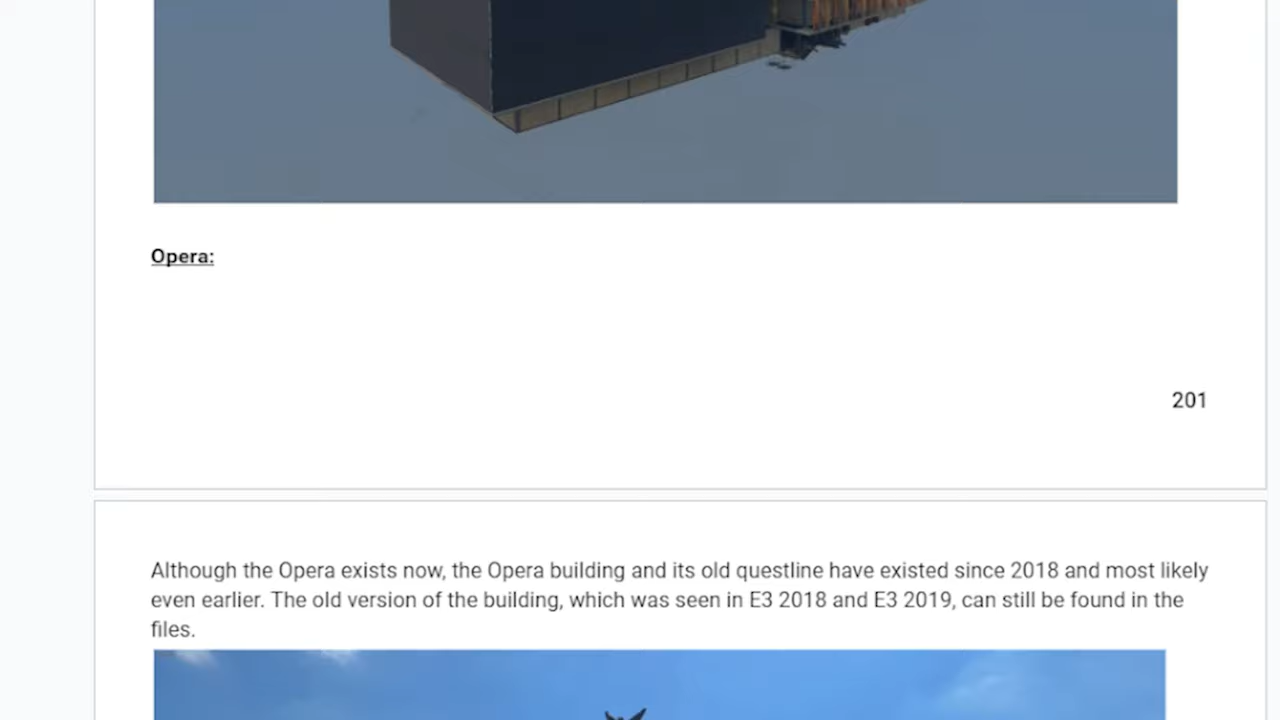 Opera:
201
Although the Opera exists now, the Opera building and its old questline have existed since 2018 and most likely
even earlier. The old version of the building, which was seen in E3 2018 and E3 2019, can still be found in the
files.